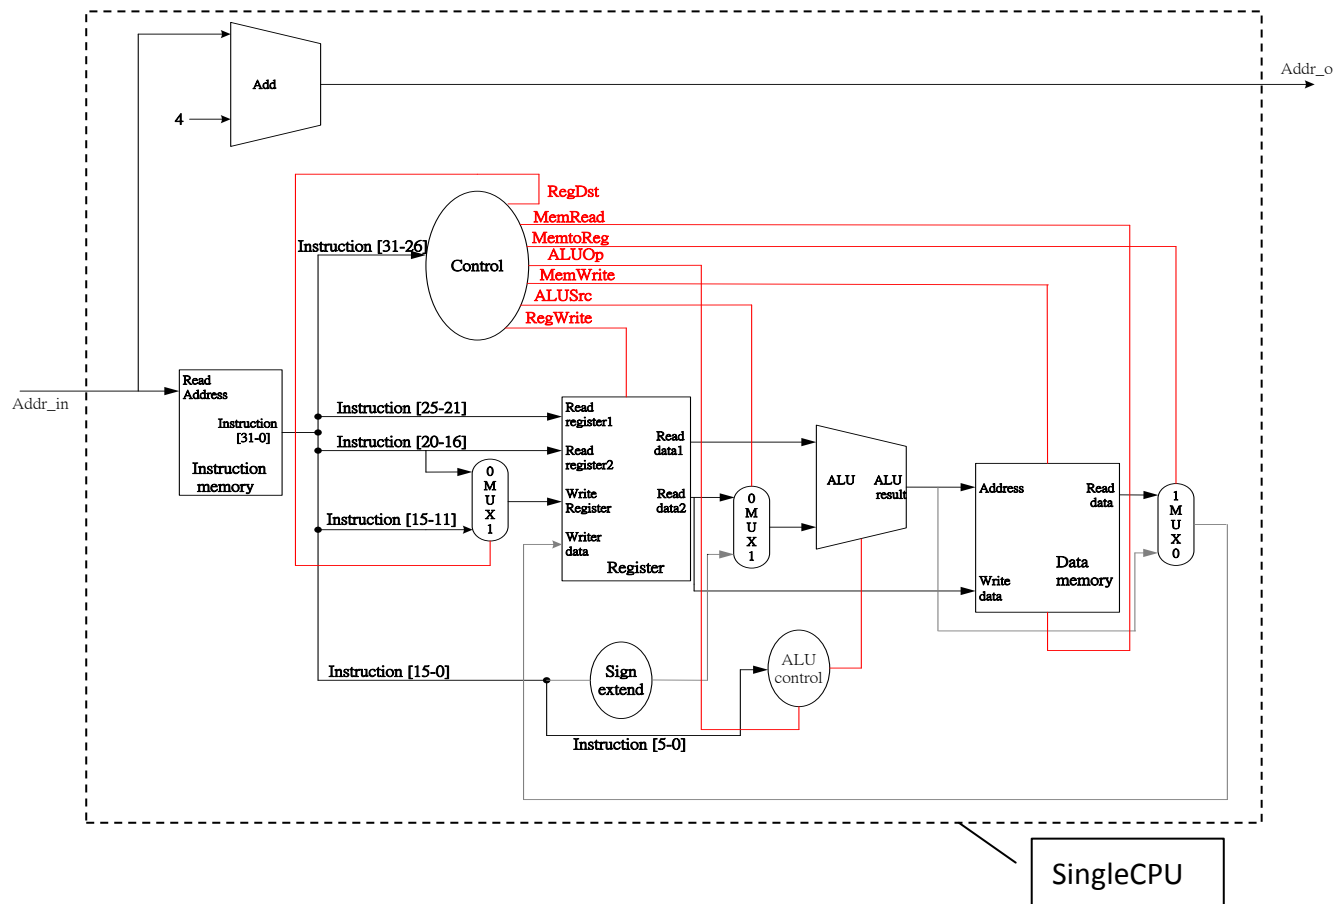 Addr_o
Add
4
RegDst
MemRead
MemtoReg
ALUOp
MemWrite
ALUSrc
RegWrite
Instruction [31-26]
Control
Addr_in
Read
Address
Instruction
[31-0]
Instruction
memory
Instruction [25-21]
Instruction [20-16]
Instruction [15-11]
0
M
U
X
1
Read
register1
Read
register2
Write
Register
Writer
data
Read
data1
Read
data2
Register
0
M
U
X
1
ALU
ALU
result
Address
Read
data
Write
data
Data
memory
1
M
U
X
0
Instruction [15-0]
Sign
extend
ALU
control
Instruction [5-0]
SingleCPU